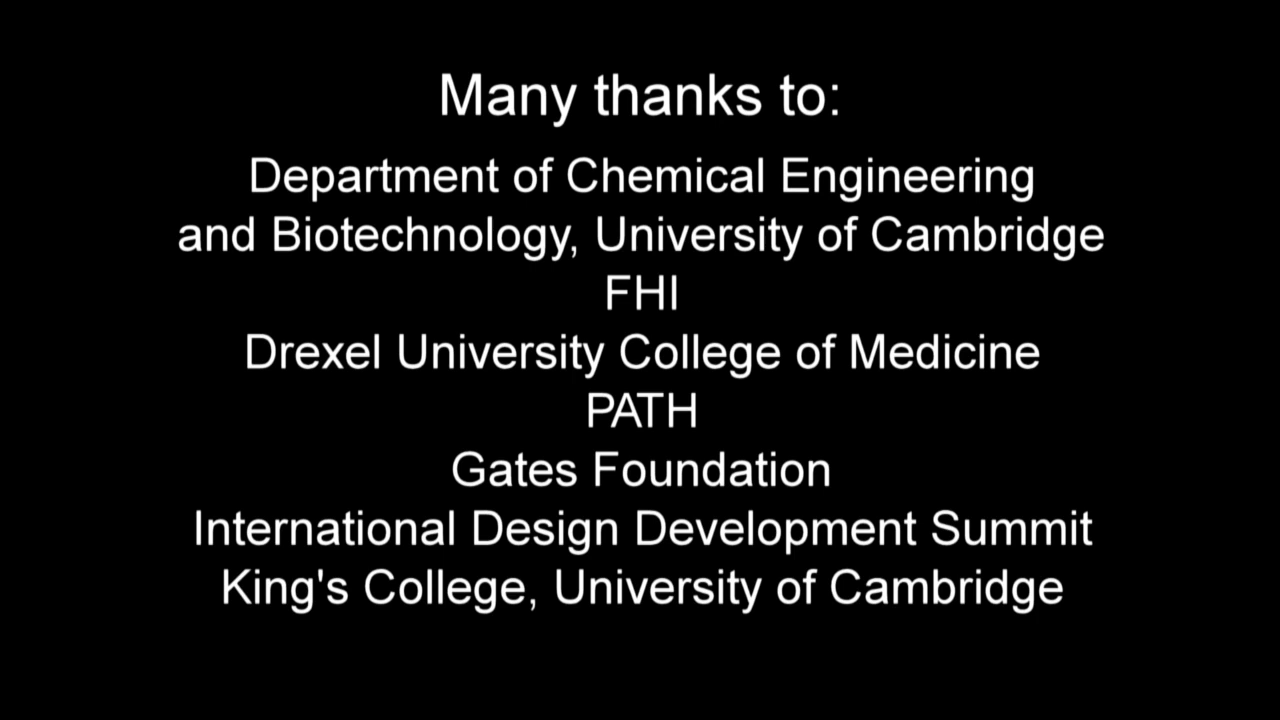 Many thanks to:
Department of Chemical Engineering
and Biotechnology, University of Cambridge
FHI
Drexel University College of Medicine
PATH
Gates Foundation
International Design Development Summit
King's College, University of Cambridge